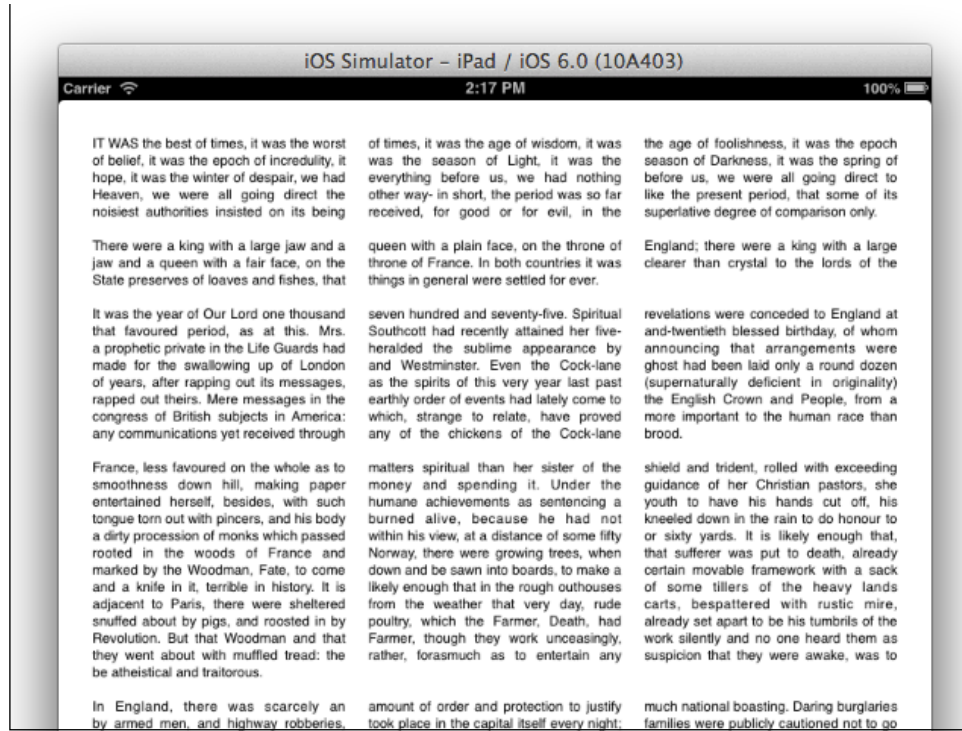 iOS Simulator – iPad / iOS 6.0 (10A403)
Carrier 2:17 PM 100%
IT WAS the best of times, it was the worst of times, it was the age of wisdom, it was the age of foolishness, it was the epoch
of belief, it was the epoch of incredulity, it was the season of Light, it was the season of Darkness, it was the spring of
hope, it was the winter of despair, we had everything before us, we had nothing before us, we were all going direct to
Heaven, we were all going direct the other way- in short, the period was so far like the present period, that some of its
noisiest authorities insisted on its being received, for good or for evil, in the superlative degree of comparison only.
There were a king with a large jaw and a queen with a plain face, on the throne of England; there were a king with a large
jaw and a queen with a fair face, on the throne of France. In both countries it was clearer than crystal to the lords of the
State preserves of loaves and fishes, that things in general were settled for ever.
It was the year of Our Lord one thousand seven hundred and seventy-five. Spiritual revelations were conceded to England at
that favoured period, as at this. Mrs. Southcott had recently attained her five- and-twentieth blessed birthday, of whom
a prophetic private in the Life Guards had heralded the sublime appearance by announcing that arrangements were
made for the swallowing up of London and Westminster. Even the Cock-lane ghost had been laid only a round dozen
of years, after rapping out its messages, as the spirits of this very year last past (supernaturally deficient in originality)
rapped out theirs. Mere messages in the earthly order of events had lately come to the English Crown and People, from a
congress of British subjects in America: which, strange to relate, have proved more important to the human race than
any communications yet received through any of the chickens of the Cock-lane brood.
France, less favoured on the whole as to matters spiritual than her sister of the shield and trident, rolled with exceeding
smoothness down hill, making paper money and spending it. Under the guidance of her Christian pastors, she
entertained herself, besides, with such humane achievements as sentencing a youth to have his hands cut off, his
tongue torn out with pincers, and his body burned alive, because he had not kneeled down in the rain to do honour to
a dirty procession of monks which passed within his view, at a distance of some fifty or sixty yards. It is likely enough that,
rooted in the woods of France and Norway, there were growing trees, when that sufferer was put to death, already
marked by the Woodman, Fate, to come down and be sawn into boards, to make a certain movable framework with a sack
and a knife in it, terrible in history. It is likely enough that in the rough outhouses of some tillers of the heavy lands
adjacent to Paris, there were sheltered from the weather that very day, rude carts, bespattered with rustic mire,
snuffed about by pigs, and roosted in by poultry, which the Farmer, Death, had already set apart to be his tumbrils of the
Revolution. But that Woodman and that Farmer, though they work unceasingly, work silently and no one heard them as
they went about with muffled tread: the rather, forasmuch as to entertain any suspicion that they were awake, was to
be atheistical and traitorous.
In England, there was scarcely an amount of order and protection to justify much national boasting. Daring burglaries
by armed men, and highway robberies, took place in the capital itself every night; families were publicly cautioned not to go